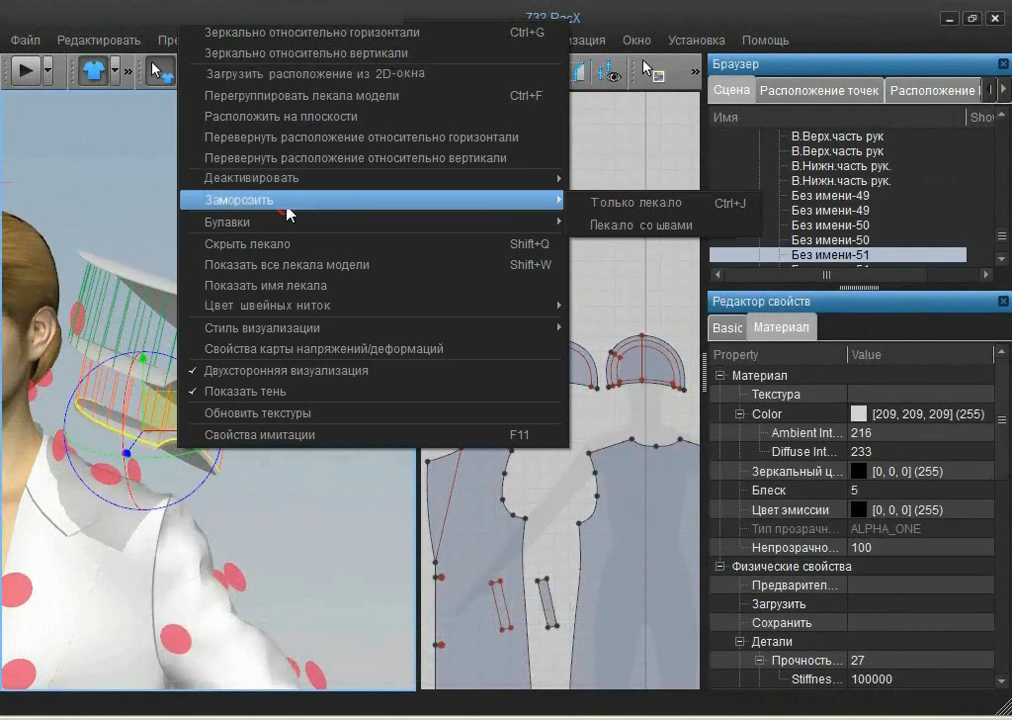 732 PacX
Файл
Редактировать
Пре
изация
Окно
Установка
Помощь
Зеркально относительно горизонтали Ctrl+G
Зеркально относительно вертикали
Загрузить расположение из 2D-окна
Перегруппировать лекала модели Ctrl+F
Расположить на плоскости
Перевернуть расположение относительно горизонтали
Перевернуть расположение относительно вертикали
Деактивировать
Заморозить
Булавки
Скрыть лекало Shift+Q
Показать все лекала модели Shift+W
Показать имя лекала
Цвет швейных ниток
Стиль визуализации
Свойства карты напряжений/деформаций
Двухсторонняя визуализация
Показать тень
Обновить текстуры
Свойства имитации F11
Только лекало Ctrl+J
Лекало со швами
Браузер
Сцена
Расположение точек
Расположение
Имя
Show
В.Верх.часть рук
В.Верх.часть рук
В.Нижн.часть рук.
В.Нижн.часть рук.
Без имени-49
Без имени-49
Без имени-50
Без имени-50
Без имени-51
Редактор свойств
Basic
Материал
Property Value
Материал
Текстура
Color [209, 209, 209] (255)
Ambient Int... 216
Diffuse Int... 233
Зеркальный ц... [0, 0, 0] (255)
Блеск 5
Цвет эмиссии [0, 0, 0] (255)
Тип прозрачн... ALPHA_ONE
Непрозрачно... 100
Физические свойства
Предварител...
Загрузить
Сохранить
Детали
Прочность... 27
Stiffnes... 100000